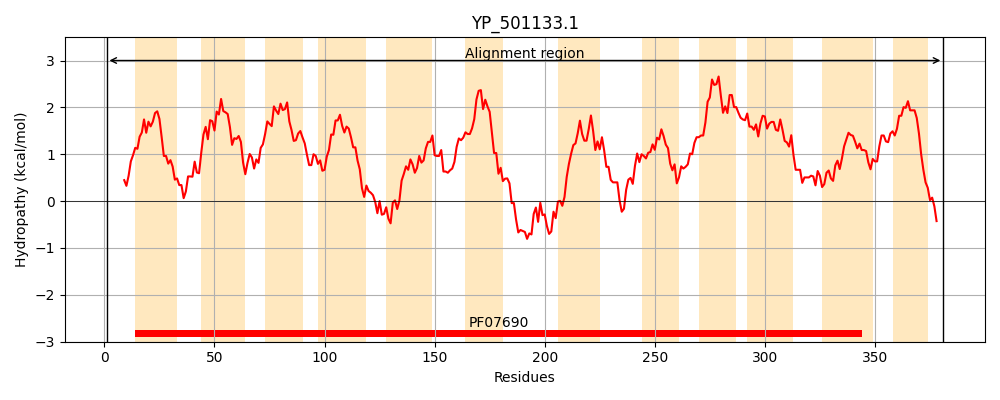 YP_501133.1
Alignment region
3
2
1
0
−1
−2
−3
Hydropathy (kcal/mol)
PF07690
0 50 100 150 200 250 300 350
Residues